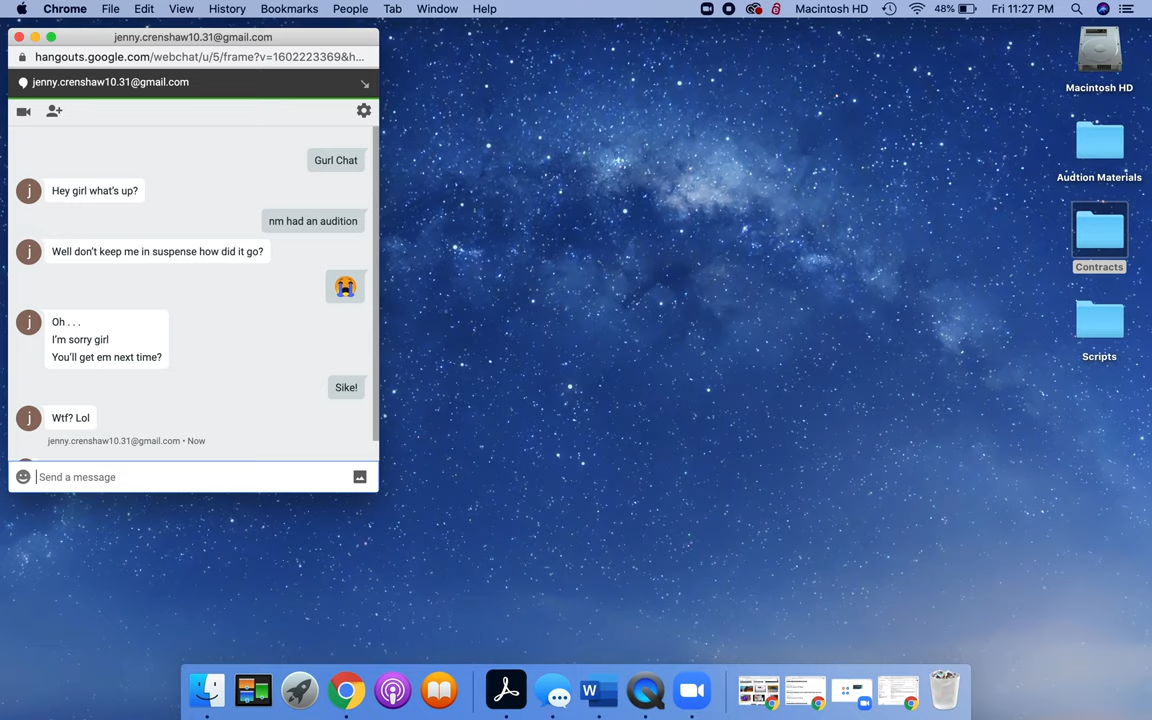 Chrome File Edit View History Bookmarks People Tab Window Help Macintosh HD 48% Fri 11:27 PM
jenny.crenshaw10.31@gmail.com
hangouts.google.com/webchat/u/5/frame?v=1602223369&h...
jenny.crenshaw10.31@gmail.com
Gurl Chat
j Hey girl what's up?
nm had an audition
j Well don't keep me in suspense how did it go?
j Oh . . .
I'm sorry girl
You'll get em next time?
Sike!
j Wtf? Lol
jenny.crenshaw10.31@gmail.com • Now
Send a message
Macintosh HD
Audtion Materials
Contracts
Scripts
W